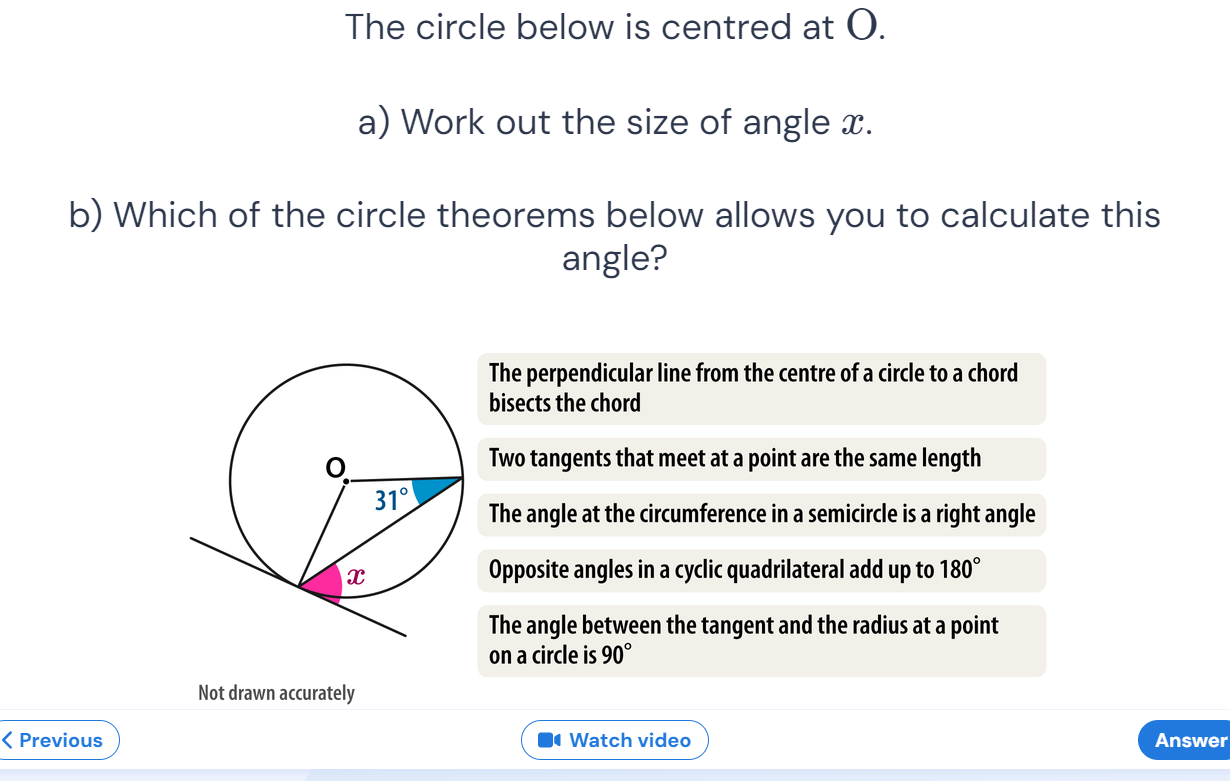 The circle below is centred at O.
a) Work out the size of angle x.
b) Which of the circle theorems below allows you to calculate this
angle?
The perpendicular line from the centre of a circle to a chord
bisects the chord
O
Two tangents that meet at a point are the same length
31°
The angle at the circumference in a semicircle is a right angle
x
Opposite angles in a cyclic quadrilateral add up to 180°
The angle between the tangent and the radius at a point
on a circle is 90°
Not drawn accurately
Previous
Watch video
Answer